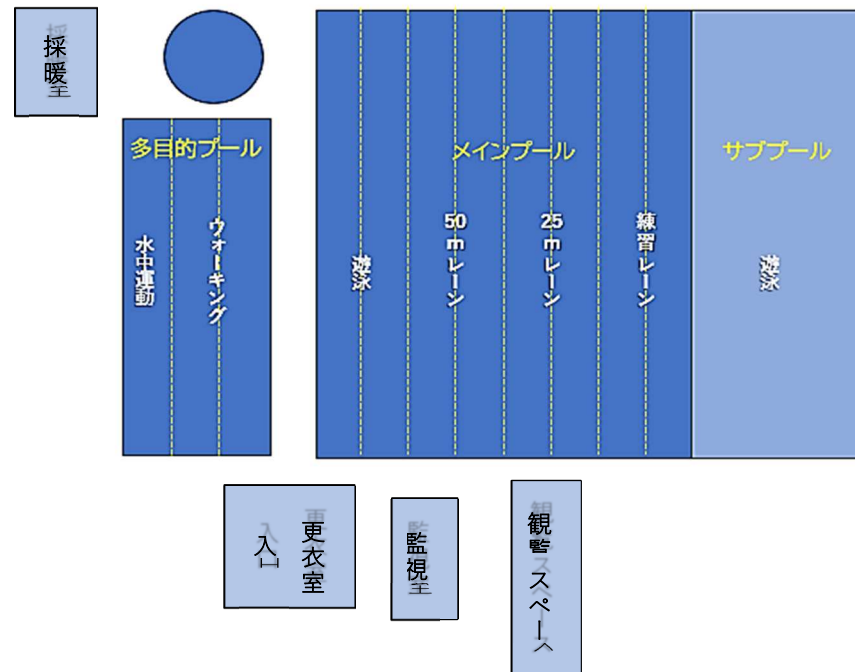 採暖室
多目的プール
水中運動
ウォーキング
メインプール
遊泳
50mレーン
25mレーン
練習レーン
サブプール
遊泳
更衣室
入口
監視室
観覧スペース